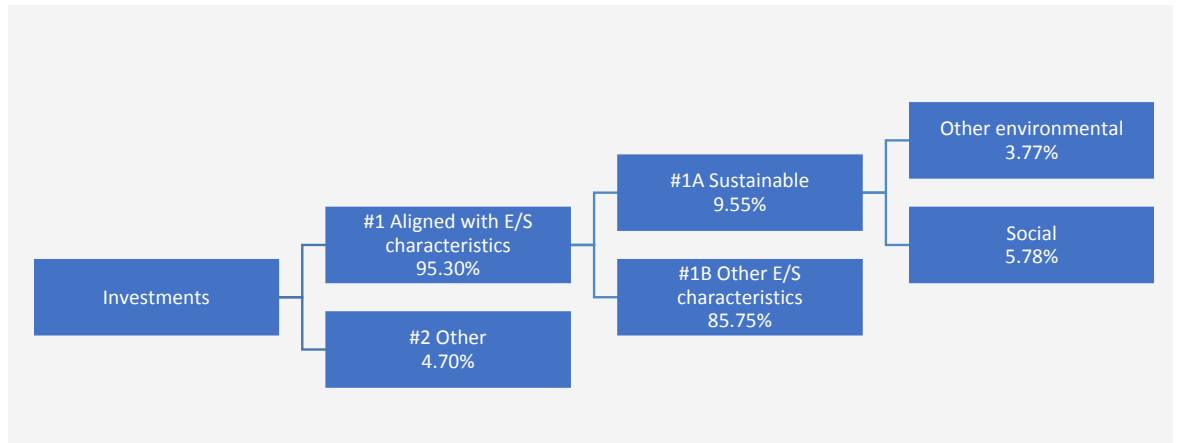 Investments
#1 Aligned with E/S
characteristics
95.30%
#2 Other
4.70%
#1A Sustainable
9.55%
#1B Other E/S
characteristics
85.75%
Other environmental
3.77%
Social
5.78%